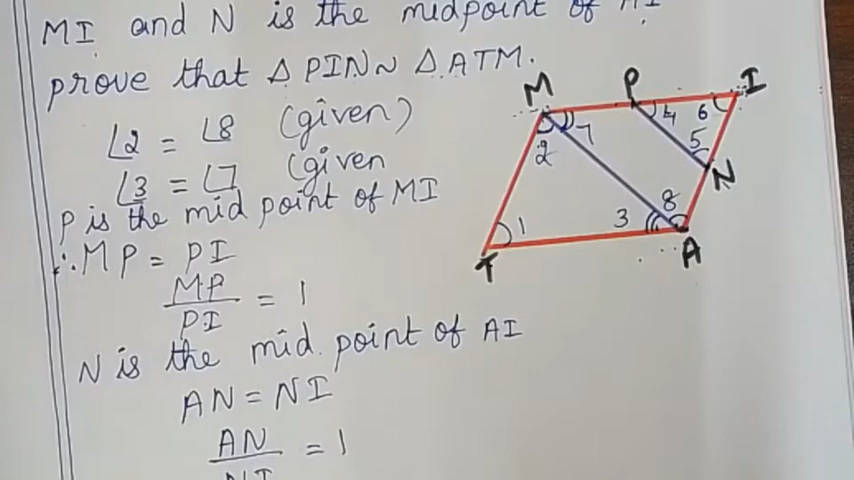 MI and N is the midpoint of AI
prove that Δ PIN ~ Δ ATM.
∠2 = ∠8 (given)
∠3 = ∠7 (given
P is the mid point of MI
∴ MP = PI
MP/PI = 1
N is the mid point of AI
AN = NI
AN/NI = 1
M P I
2 7 4 6
5
N
1 3 8
T A